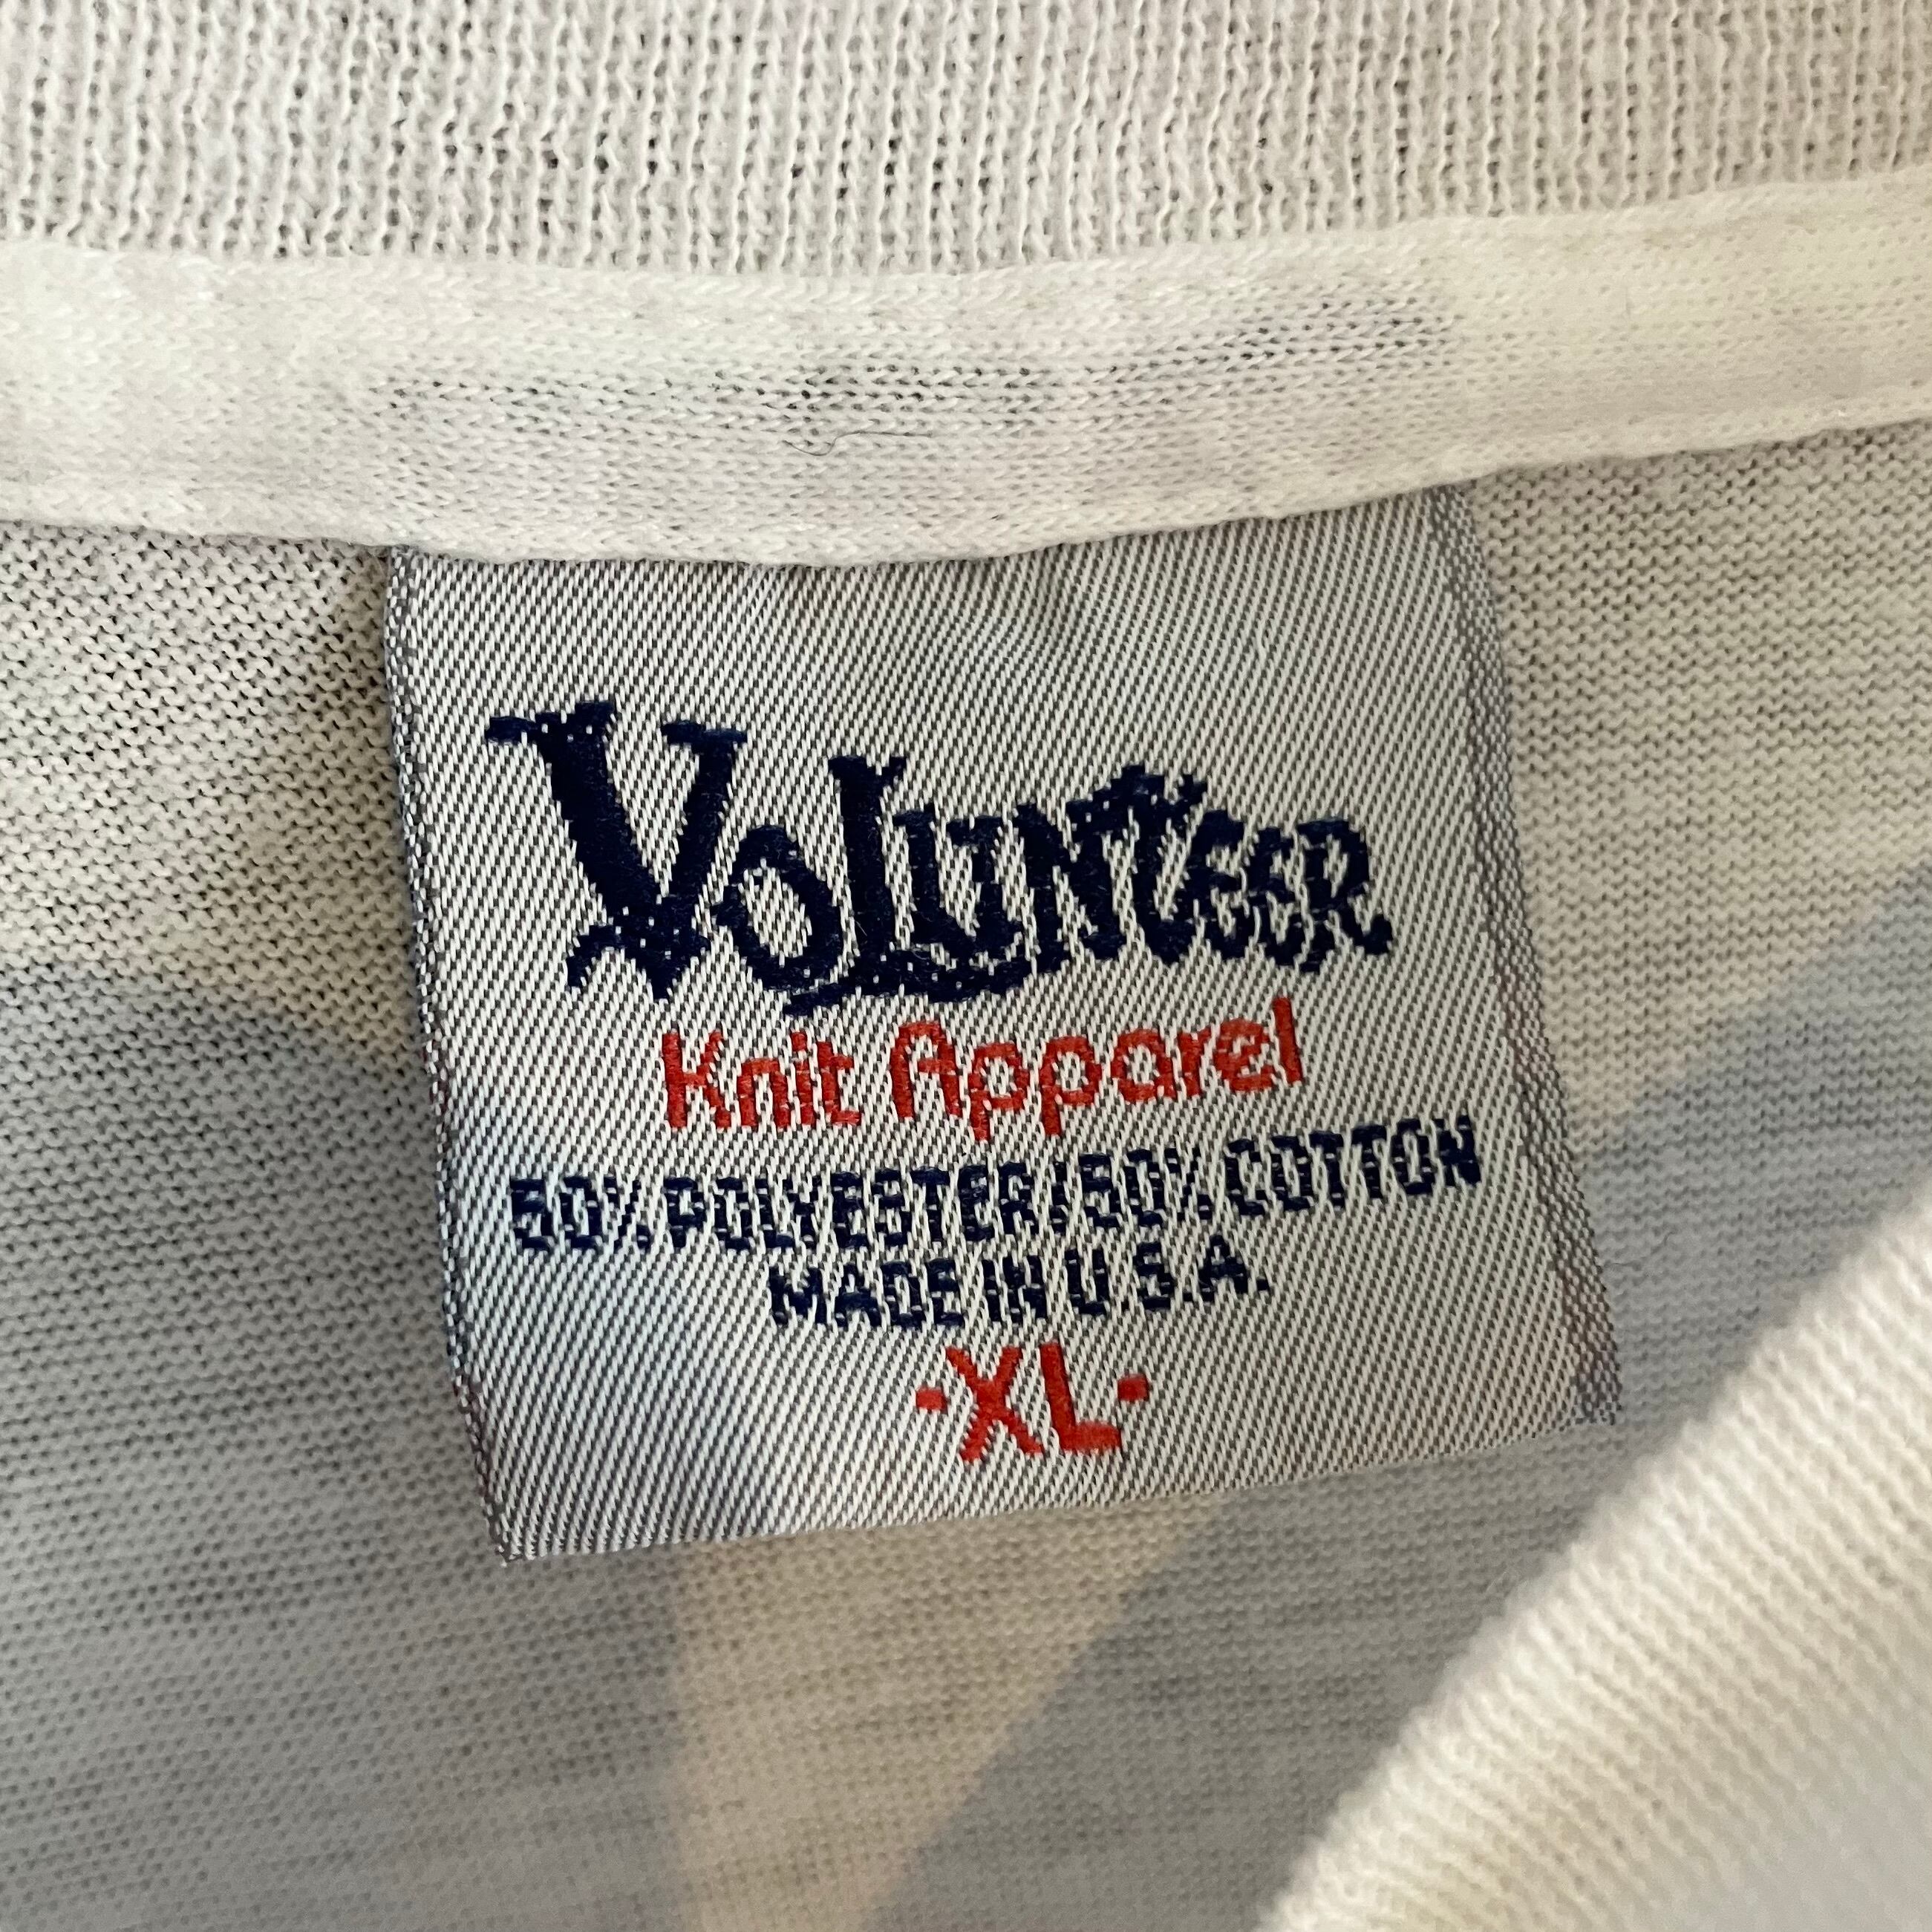 VOLUNTEER
Knit Apparel
50% POLYESTER/50% COTTON
MADE IN U.S.A.
-XL-